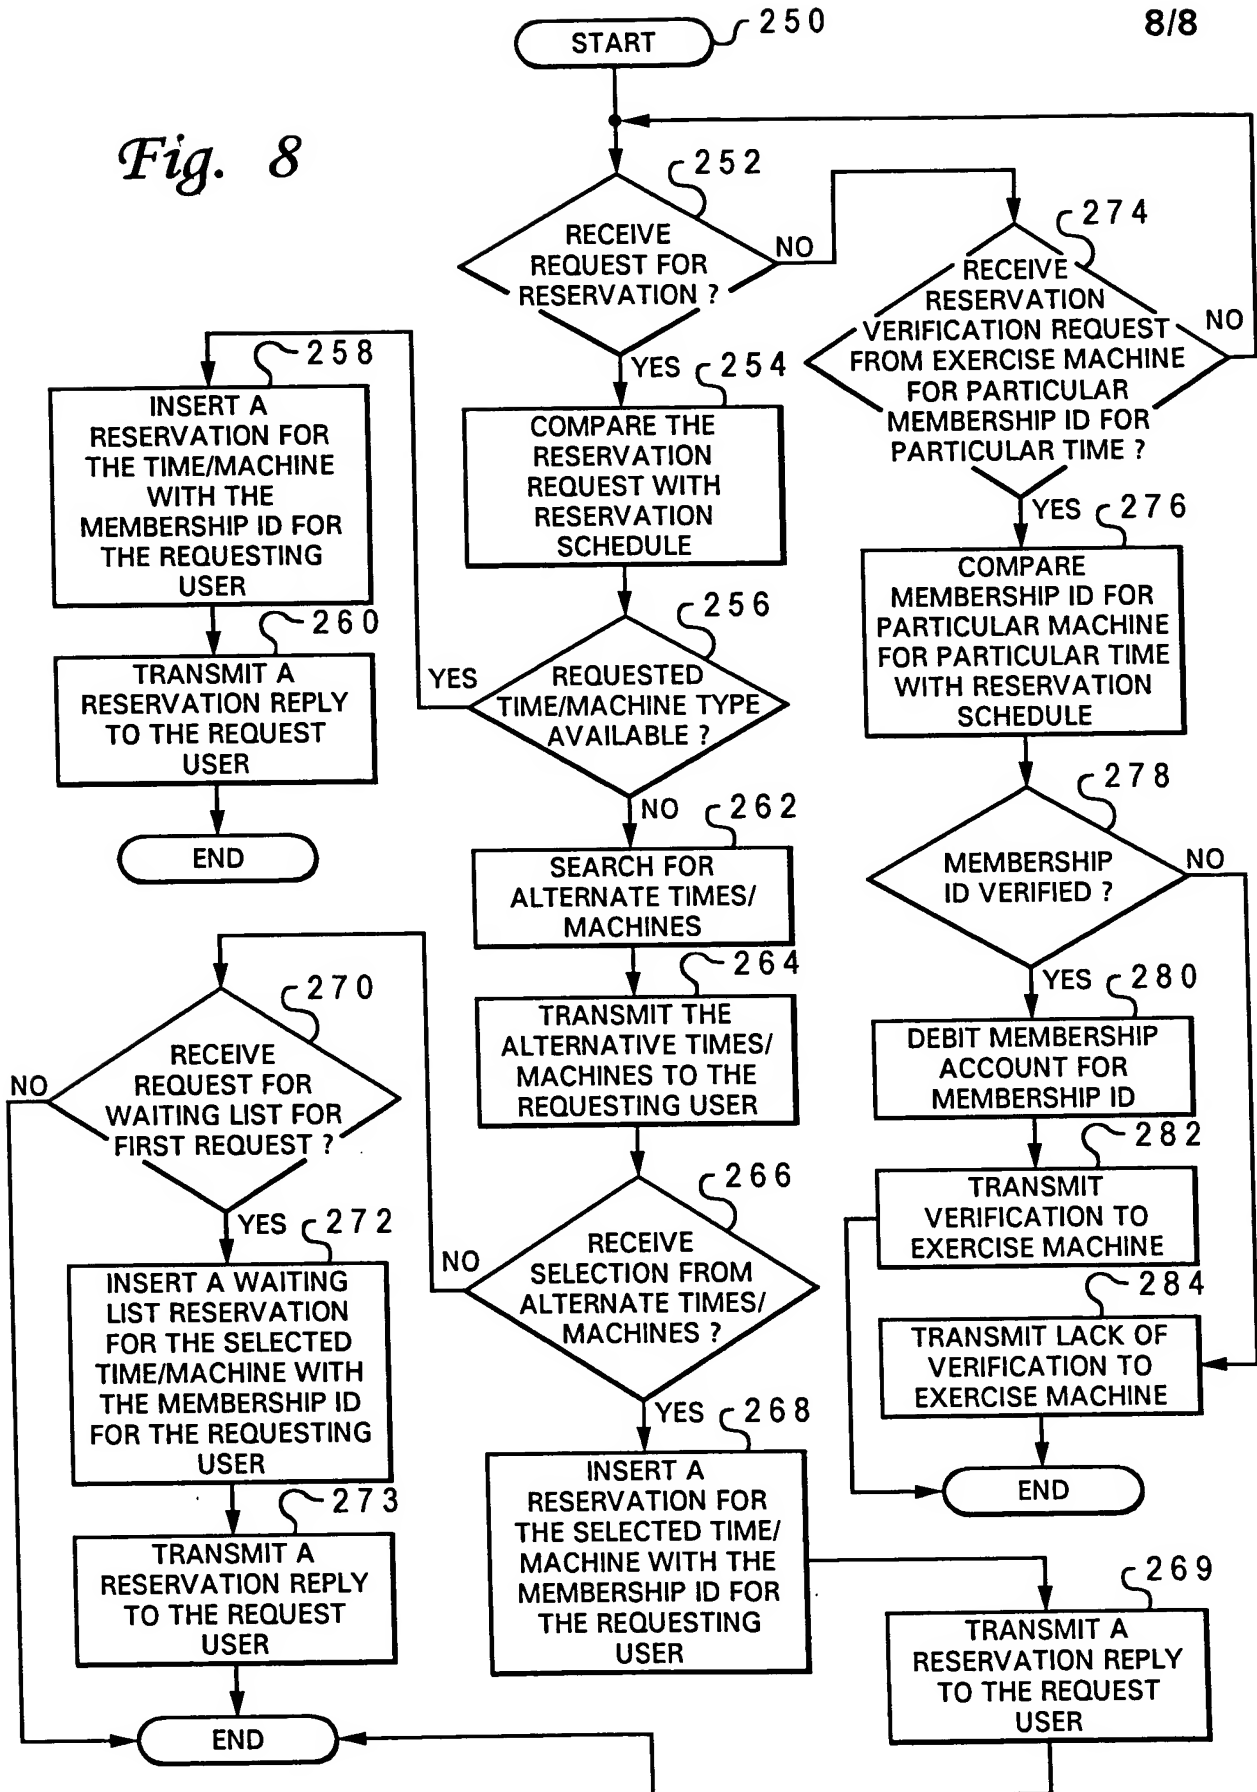 8/8
Fig. 8
START
250
RECEIVE
REQUEST FOR
RESERVATION ?
252
NO
YES
254
COMPARE THE
RESERVATION
REQUEST WITH
RESERVATION
SCHEDULE
256
REQUESTED
TIME/MACHINE TYPE
AVAILABLE ?
YES
NO
258
INSERT A
RESERVATION FOR
THE TIME/MACHINE
WITH THE
MEMBERSHIP ID FOR
THE REQUESTING
USER
260
TRANSMIT A
RESERVATION REPLY
TO THE REQUEST
USER
END
262
SEARCH FOR
ALTERNATE TIMES/
MACHINES
264
TRANSMIT THE
ALTERNATIVE TIMES/
MACHINES TO THE
REQUESTING USER
266
RECEIVE
SELECTION FROM
ALTERNATE TIMES/
MACHINES ?
NO
YES
268
INSERT A
RESERVATION FOR
THE SELECTED TIME/
MACHINE WITH THE
MEMBERSHIP ID FOR
THE REQUESTING
USER
269
TRANSMIT A
RESERVATION REPLY
TO THE REQUEST
USER
270
RECEIVE
REQUEST FOR
WAITING LIST FOR
FIRST REQUEST ?
NO
YES
272
INSERT A WAITING
LIST RESERVATION
FOR THE SELECTED
TIME/MACHINE WITH
THE MEMBERSHIP ID
FOR THE REQUESTING
USER
273
TRANSMIT A
RESERVATION REPLY
TO THE REQUEST
USER
END
274
RECEIVE
RESERVATION
VERIFICATION REQUEST
FROM EXERCISE MACHINE
FOR PARTICULAR
MEMBERSHIP ID FOR
PARTICULAR TIME ?
NO
YES
276
COMPARE
MEMBERSHIP ID FOR
PARTICULAR MACHINE
FOR PARTICULAR TIME
WITH RESERVATION
SCHEDULE
278
MEMBERSHIP
ID VERIFIED ?
NO
YES
280
DEBIT MEMBERSHIP
ACCOUNT FOR
MEMBERSHIP ID
282
TRANSMIT
VERIFICATION TO
EXERCISE MACHINE
284
TRANSMIT LACK OF
VERIFICATION TO
EXERCISE MACHINE
END